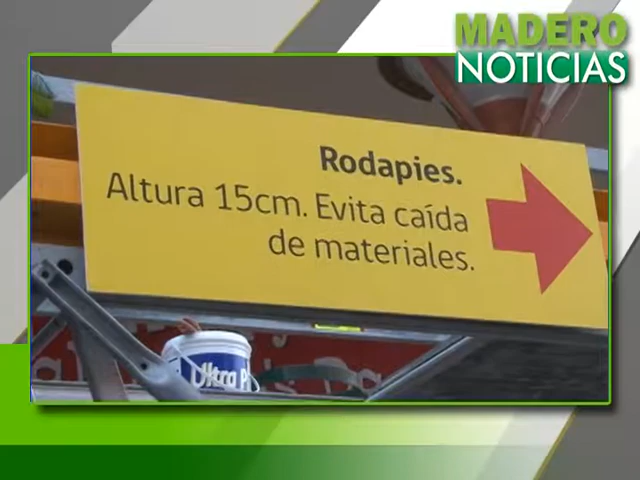 MADERO
NOTICIAS
Rodapies.
Altura 15cm. Evita caída
de materiales.
Ultra P